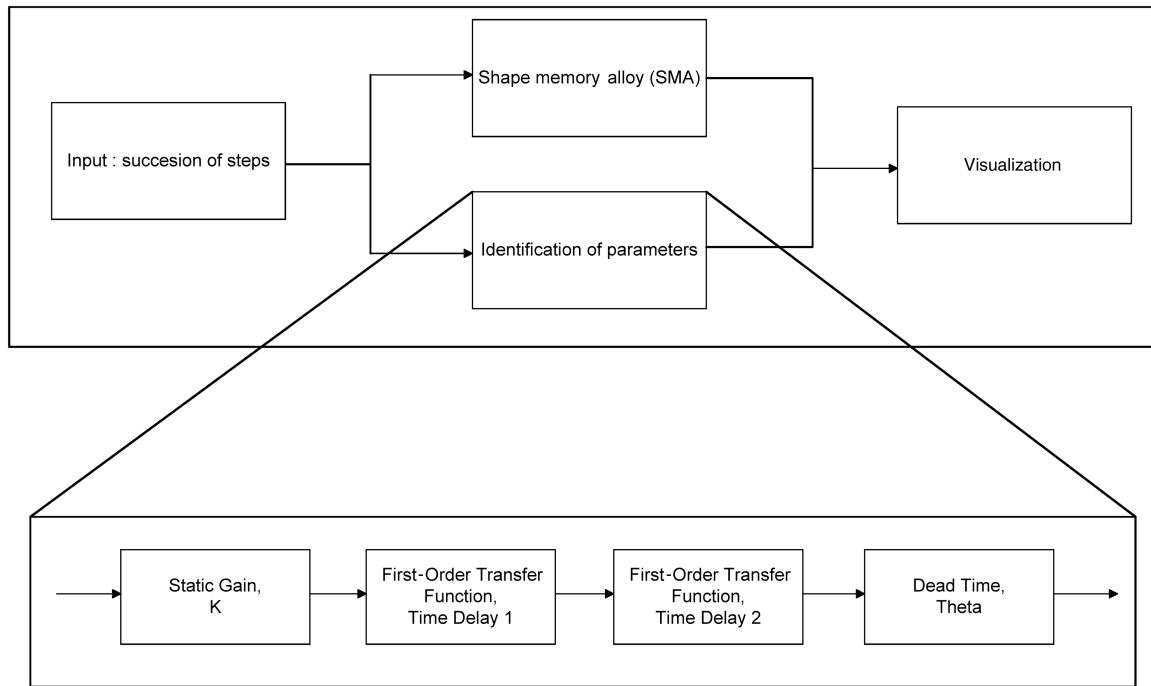 Shape memory alloy (SMA)
Input : succesion of steps
Visualization
Identification of parameters
Static Gain,
K
First-Order Transfer
Function,
Time Delay 1
First-Order Transfer
Function,
Time Delay 2
Dead Time,
Theta